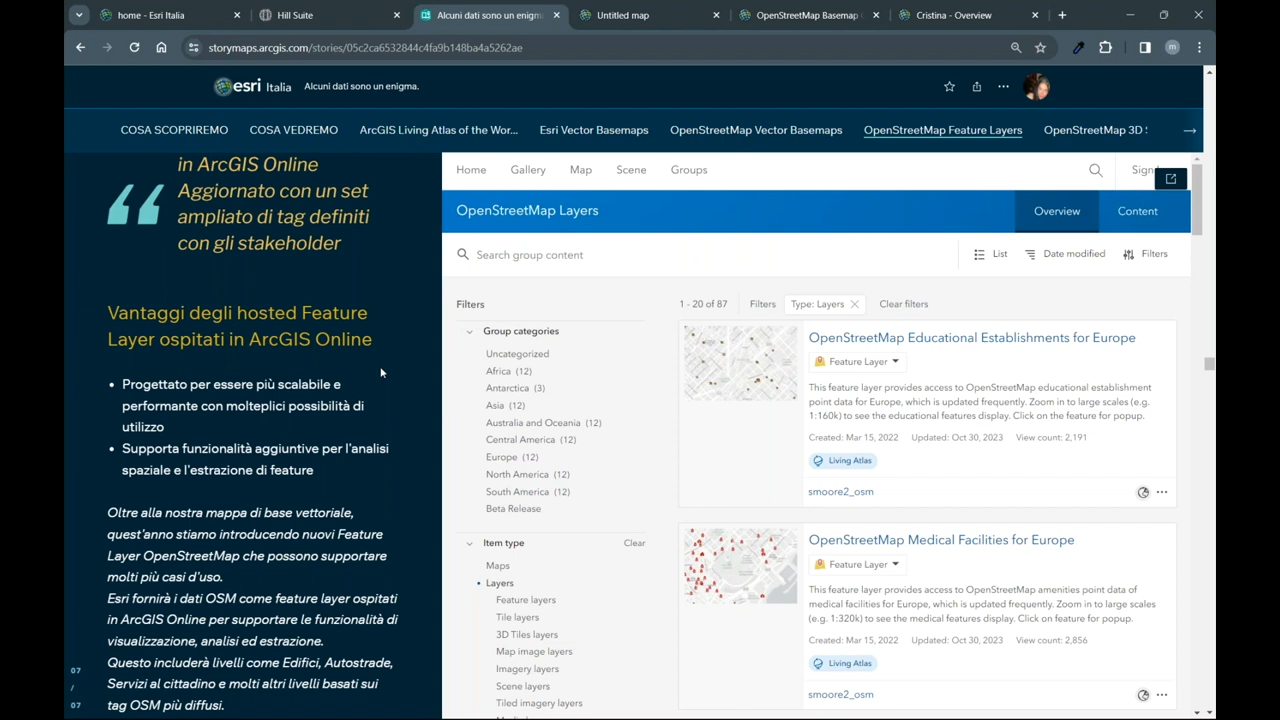 home - Esri Italia
Hill Suite
Alcuni dati sono un enigma
Untitled map
OpenStreetMap Basemap
Cristina - Overview
storymaps.arcgis.com/stories/05c2ca6532844c4fa9b148ba4a5262ae
m
esri Italia
Alcuni dati sono un enigma.
COSA SCOPRIREMO
COSA VEDREMO
ArcGIS Living Atlas of the Wor...
Esri Vector Basemaps
OpenStreetMap Vector Basemaps
OpenStreetMap Feature Layers
OpenStreetMap 3D
in ArcGIS Online
Aggiornato con un set
ampliato di tag definiti
con gli stakeholder
Vantaggi degli hosted Feature
Layer ospitati in ArcGIS Online
• Progettato per essere più scalabile e
performante con molteplici possibilità di
utilizzo
• Supporta funzionalità aggiuntive per l'analisi
spaziale e l'estrazione di feature
Oltre alla nostra mappa di base vettoriale,
quest'anno stiamo introducendo nuovi Feature
Layer OpenStreetMap che possono supportare
molti più casi d'uso.
Esri fornirà i dati OSM come feature layer ospitati
in ArcGIS Online per supportare le funzionalità di
visualizzazione, analisi ed estrazione.
Questo includerà livelli come Edifici, Autostrade,
Servizi al cittadino e molti altri livelli basati sui
tag OSM più diffusi.
07
/
07
Home
Gallery
Map
Scene
Groups
Sign
OpenStreetMap Layers
Overview
Content
Search group content
List
Date modified
Filters
Filters
Group categories
Uncategorized
Africa (12)
Antarctica (3)
Asia (12)
Australia and Oceania (12)
Central America (12)
Europe (12)
North America (12)
South America (12)
Beta Release
Item type
Clear
Maps
Layers
Feature layers
Tile layers
3D Tiles layers
Map image layers
Imagery layers
Scene layers
Tiled imagery layers
1 - 20 of 87
Filters
Type: Layers
Clear filters
OpenStreetMap Educational Establishments for Europe
Feature Layer
This feature layer provides access to OpenStreetMap educational establishment
point data for Europe, which is updated frequently. Zoom in to large scales (e.g.
1:160k) to see the educational features display. Click on the feature for popup.
Created: Mar 15, 2022 Updated: Oct 30, 2023 View count: 2,191
Living Atlas
smoore2_osm
OpenStreetMap Medical Facilities for Europe
Feature Layer
This feature layer provides access to OpenStreetMap amenities point data of
medical facilities for Europe, which is updated frequently. Zoom in to large scales
(e.g. 1:320k) to see the medical features display. Click on feature for popup.
Created: Mar 15, 2022 Updated: Oct 30, 2023 View count: 2,856
Living Atlas
smoore2_osm